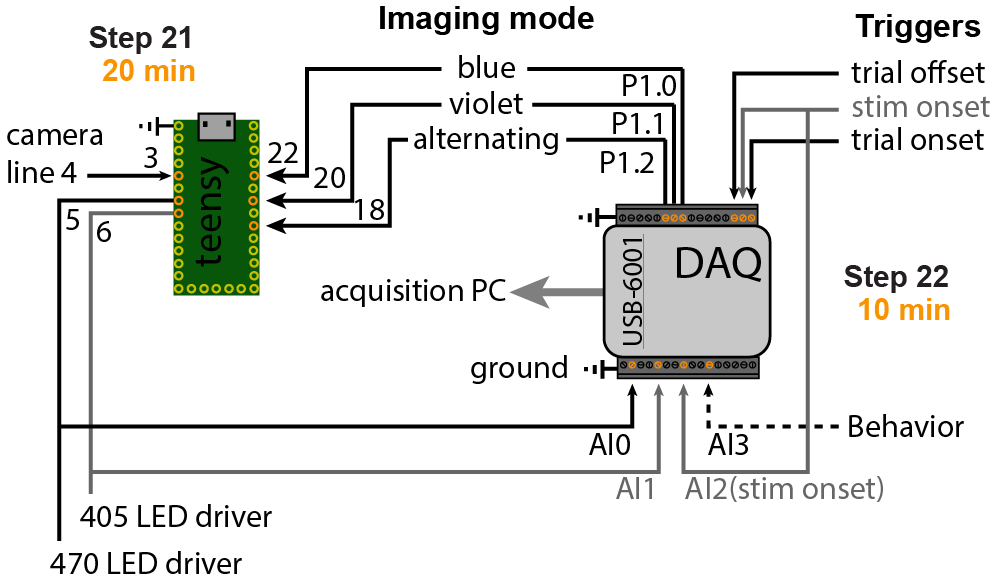 Imaging mode
Step 21
20 min
Triggers
blue
P1.0
violet
P1.1
alternating
P1.2
trial offset
stim onset
trial onset
camera
line 4
3
22
20
18
5
6
teensy
DAQ
USB-6001
acquisition PC
Step 22
10 min
ground
AI0
AI3
Behavior
AI1
AI2(stim onset)
405 LED driver
470 LED driver